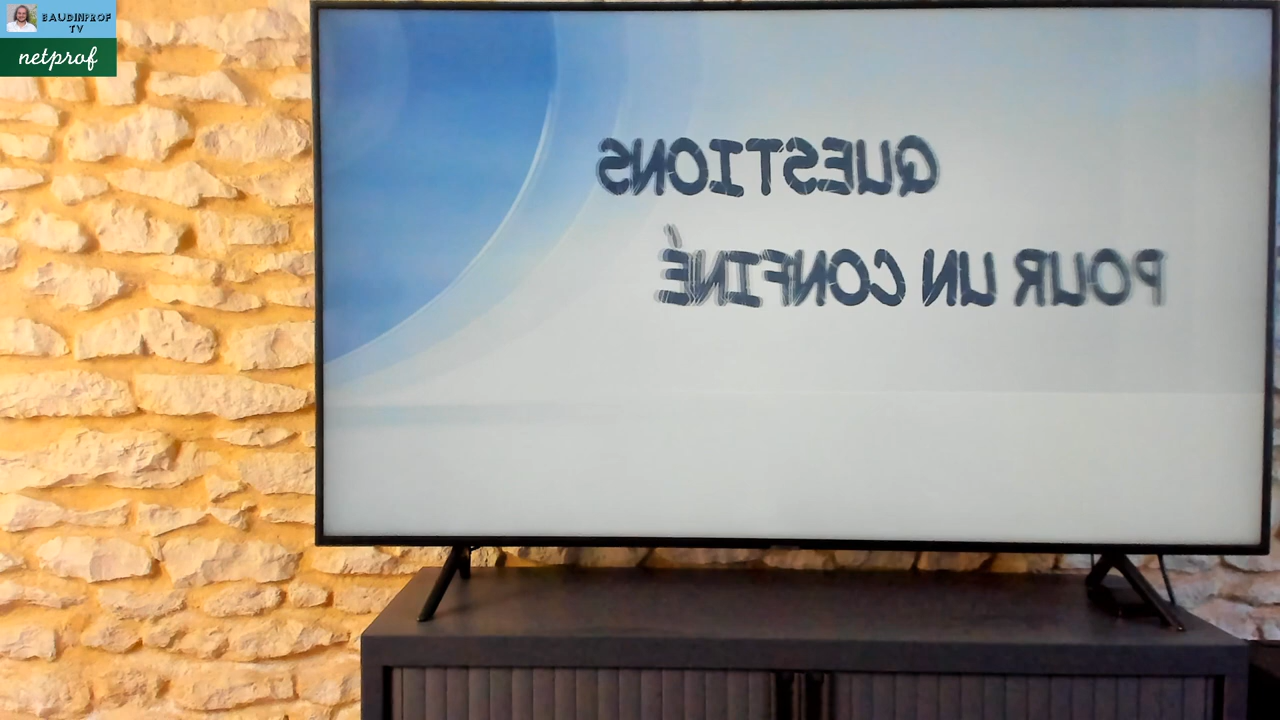 BAUDINPROF
TV
netprof
QUESTIONS
POUR UN CONFINÉ